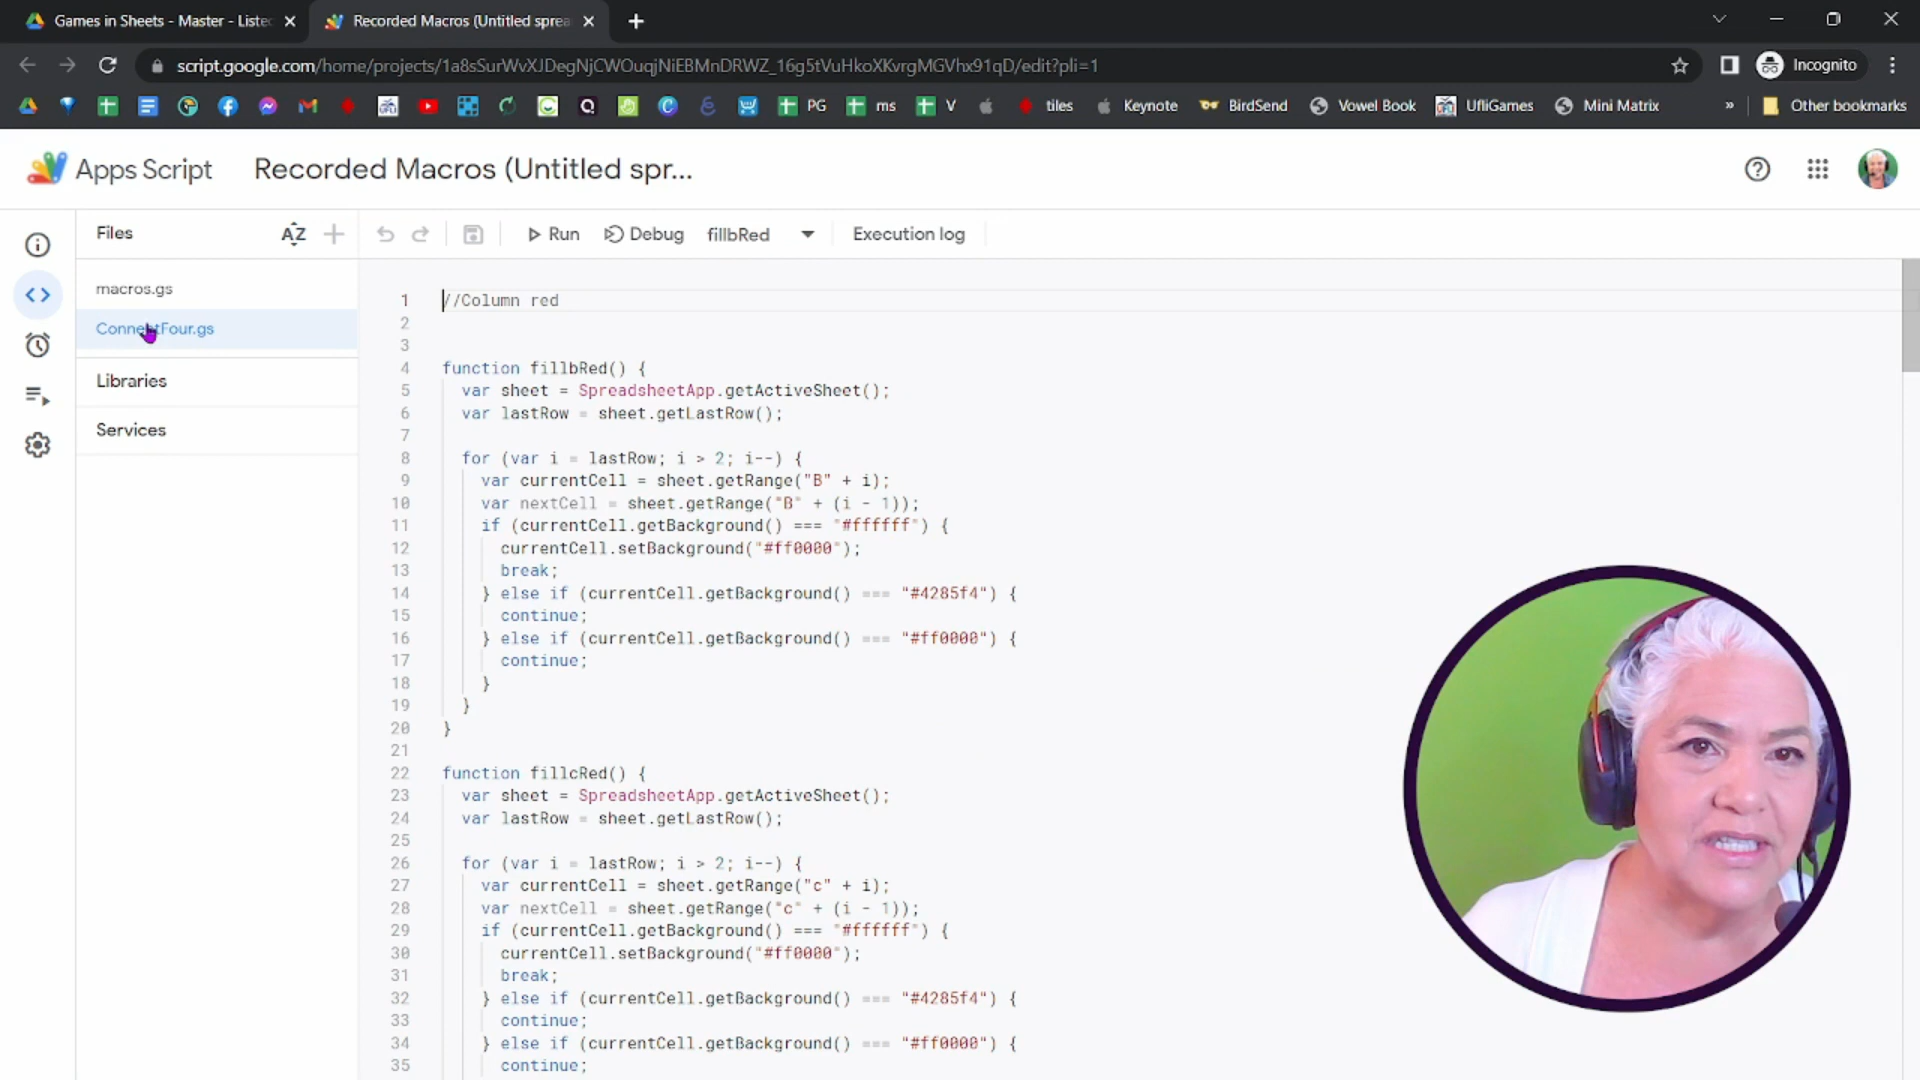 Games in Sheets - Master - Listed
Recorded Macros (Untitled sprea
script.google.com/home/projects/1a8sSurWvXJDegNjCWOuqjNiEBMnDRWZ_16g5tVuHkoXKvrgMGVhx91qD/edit?pli=1
Incognito
PG
ms
V
tiles
Keynote
BirdSend
Vowel Book
UfliGames
Mini Matrix
»
Other bookmarks
Apps Script
Recorded Macros (Untitled spr...
Files
AZ
Run
Debug
fillbRed
Execution log
macros.gs
ConnectFour.gs
Libraries
Services
1 //Column red
2
3
4 function fillbRed() {
5 var sheet = SpreadsheetApp.getActiveSheet();
6 var lastRow = sheet.getLastRow();
7
8 for (var i = lastRow; i > 2; i--) {
9 var currentCell = sheet.getRange("B" + i);
10 var nextCell = sheet.getRange("B" + (i - 1));
11 if (currentCell.getBackground() === "#ffffff") {
12 currentCell.setBackground("#ff0000");
13 break;
14 } else if (currentCell.getBackground() === "#4285f4") {
15 continue;
16 } else if (currentCell.getBackground() === "#ff0000") {
17 continue;
18 }
19 }
20 }
21
22 function fillcRed() {
23 var sheet = SpreadsheetApp.getActiveSheet();
24 var lastRow = sheet.getLastRow();
25
26 for (var i = lastRow; i > 2; i--) {
27 var currentCell = sheet.getRange("c" + i);
28 var nextCell = sheet.getRange("c" + (i - 1));
29 if (currentCell.getBackground() === "#ffffff") {
30 currentCell.setBackground("#ff0000");
31 break;
32 } else if (currentCell.getBackground() === "#4285f4") {
33 continue;
34 } else if (currentCell.getBackground() === "#ff0000") {
35 continue;